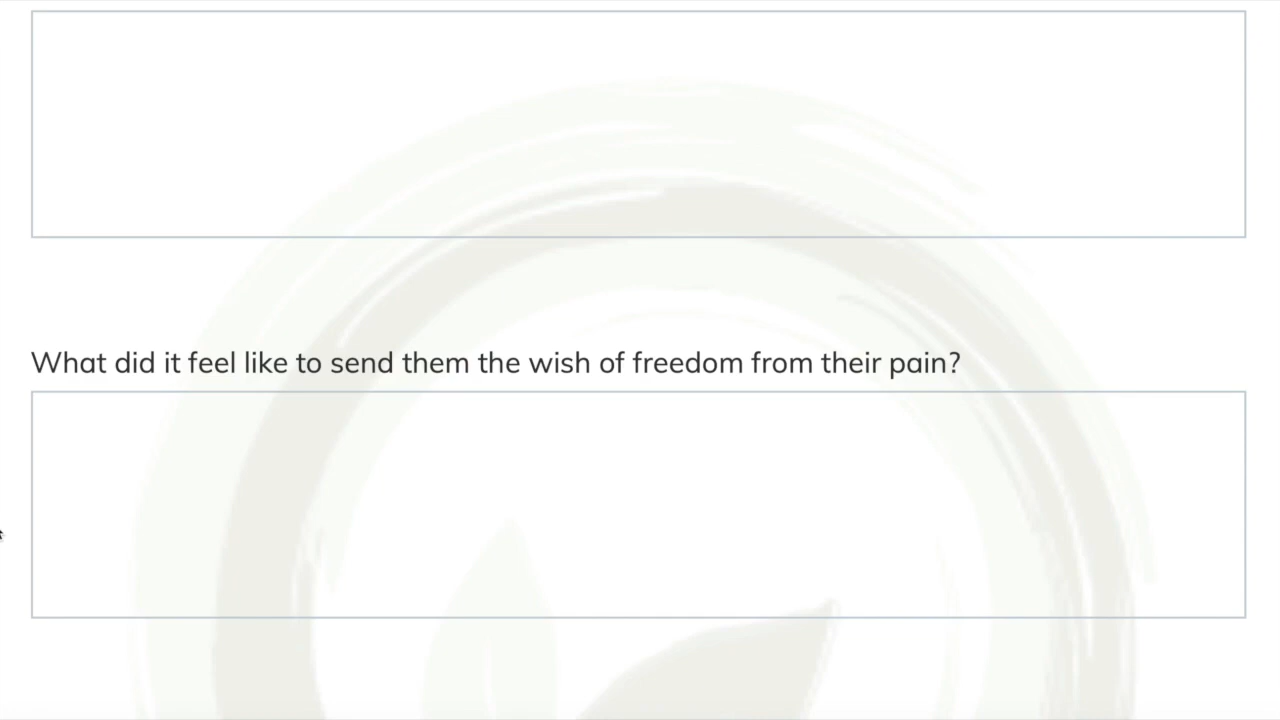 What did it feel like to send them the wish of freedom from their pain?